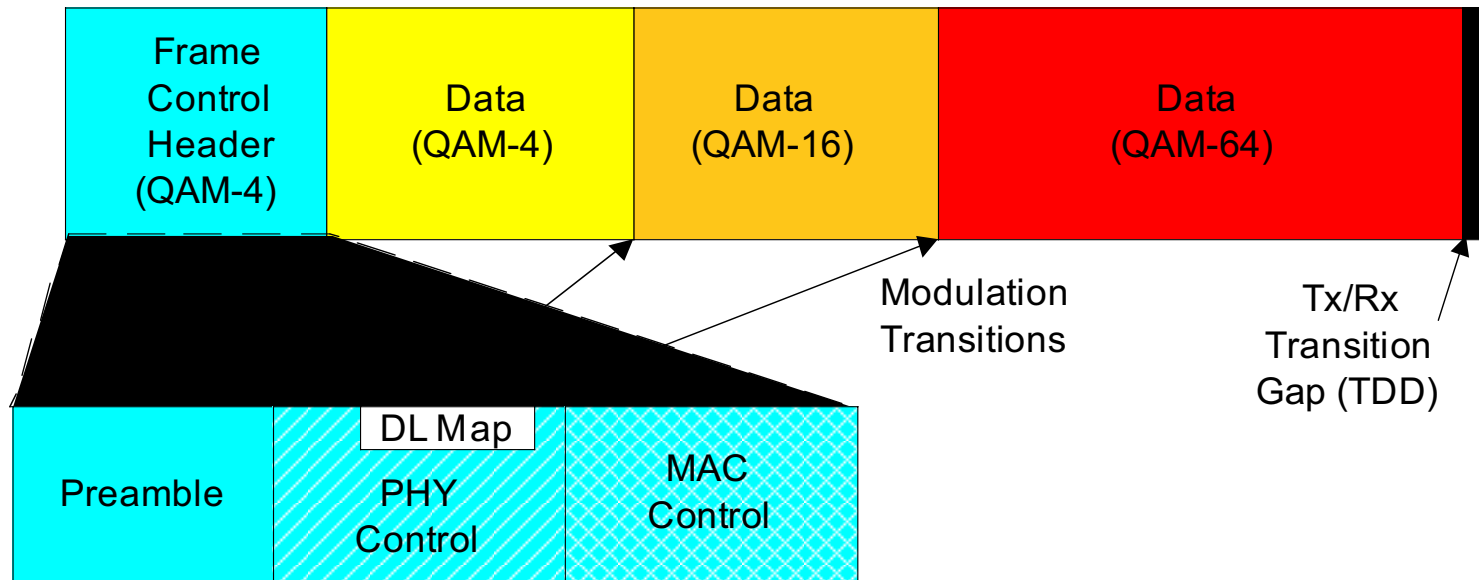 Frame
Control
Header
(QAM-4)
Data
(QAM-4)
Data
(QAM-16)
Data
(QAM-64)
Modulation
Transitions
Tx/Rx
Transition
Gap (TDD)
Preamble
DL Map
PHY
Control
MAC
Control